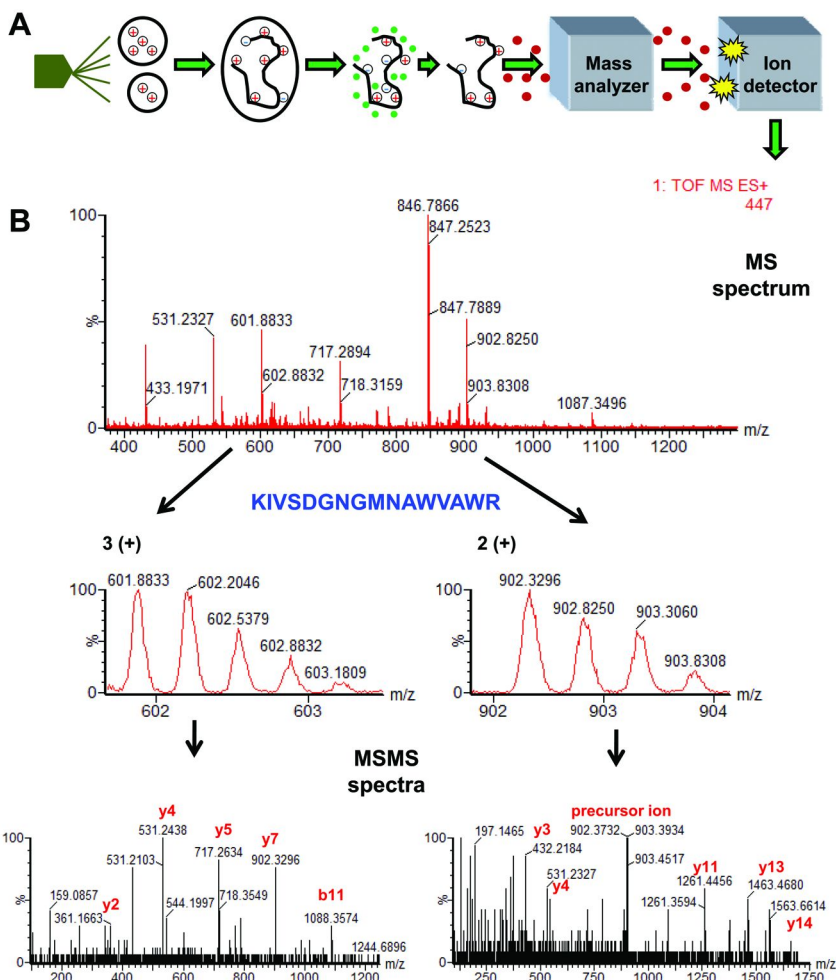 A
Mass analyzer
Ion detector
1: TOF MS ES+
447
B
MS spectrum
100
%
0
846.7866
847.2523
847.7889
531.2327
601.8833
602.8832
433.1971
717.2894
718.3159
902.8250
903.8308
1087.3496
400 500 600 700 800 900 1000 1100 1200 m/z
KIVSDGNGMNAWVAWR
3 (+)
2 (+)
100
%
0
601.8833
602.2046
602.5379
602.8832
603.1809
602 603 m/z
100
%
0
902.3296
902.8250
903.3060
903.8308
902 903 904 m/z
MSMS spectra
100
%
0
y4
531.2438
531.2103
y5
717.2634
y7
902.3296
159.0857
y2
361.1663
544.1997
718.3549
b11
1088.3574
1244.6896
200 400 600 800 1000 1200 m/z
100
%
0
precursor ion
902.3732
903.3934
903.4517
197.1465
y3
432.2184
531.2327
y4
y11
1261.4456
1261.3594
y13
1463.4680
1563.6614
y14
250 500 750 1000 1250 1500 1750 m/z